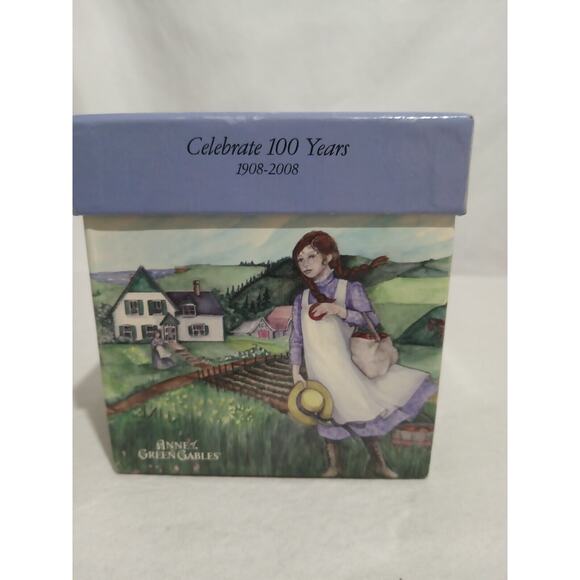 Celebrate 100 Years
1908-2008
ANNE of
GREEN GABLES